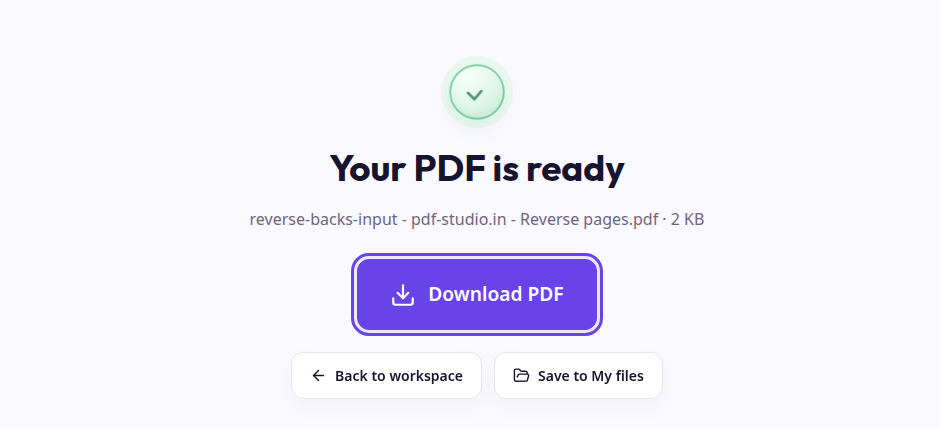 Your PDF is ready
reverse-backs-input - pdf-studio.in - Reverse pages.pdf · 2 KB
Download PDF
Back to workspace
Save to My files